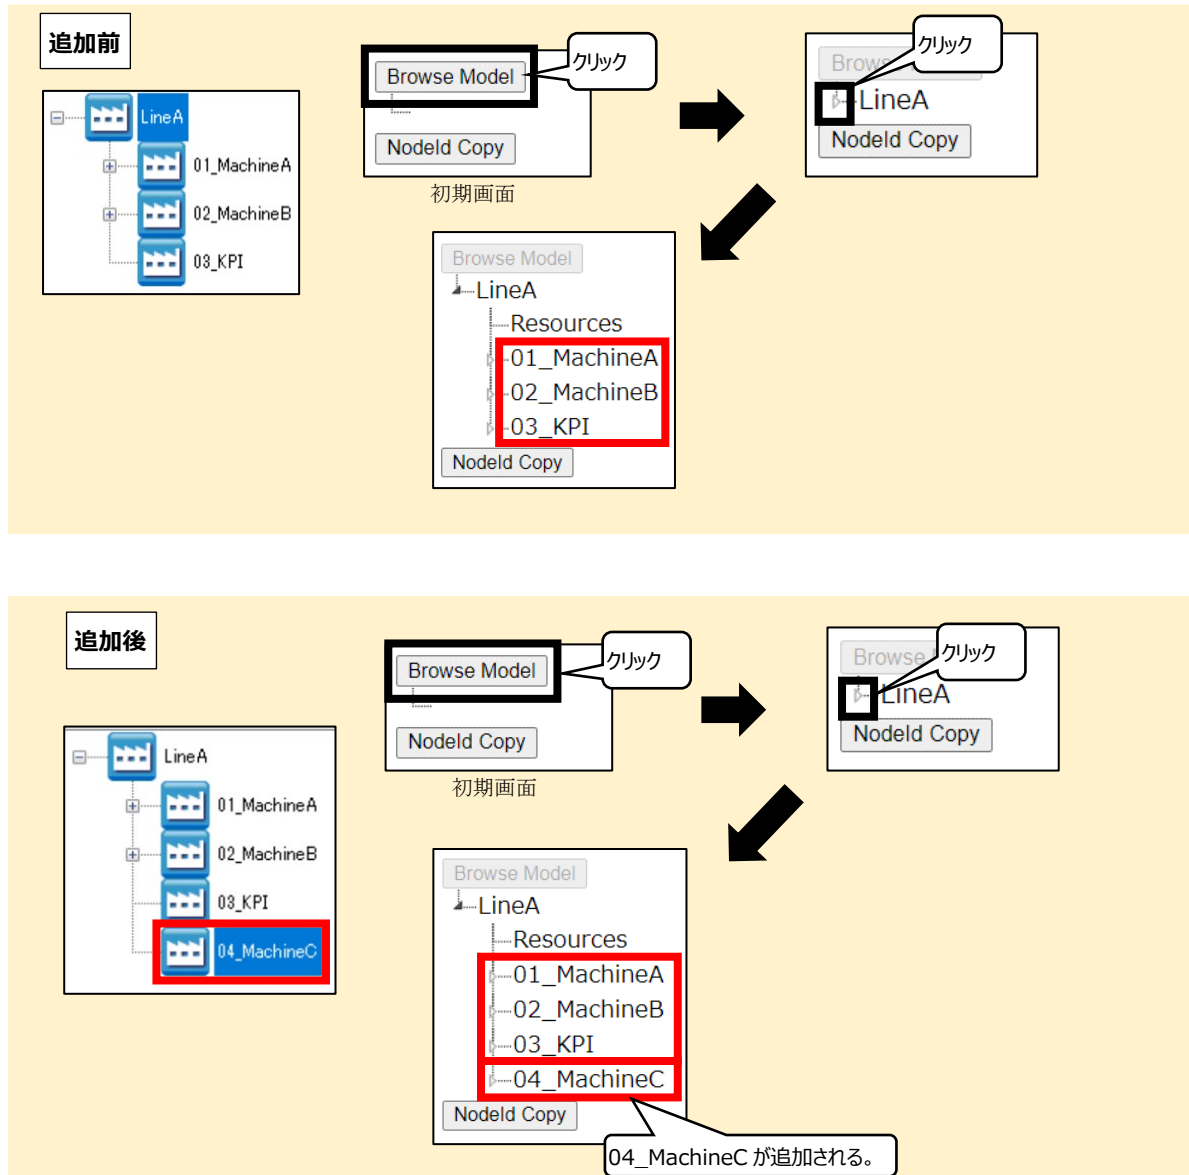 追加前
LineA
01_MachineA
02_MachineB
03_KPI
Browse Model
クリック
NodeId Copy
初期画面
クリック
LineA
NodeId Copy
Browse Model
LineA
Resources
01_MachineA
02_MachineB
03_KPI
NodeId Copy
追加後
LineA
01_MachineA
02_MachineB
03_KPI
04_MachineC
Browse Model
クリック
NodeId Copy
初期画面
Browse
クリック
LineA
NodeId Copy
Browse Model
LineA
Resources
01_MachineA
02_MachineB
03_KPI
04_MachineC
NodeId Copy
04_MachineC が追加される。